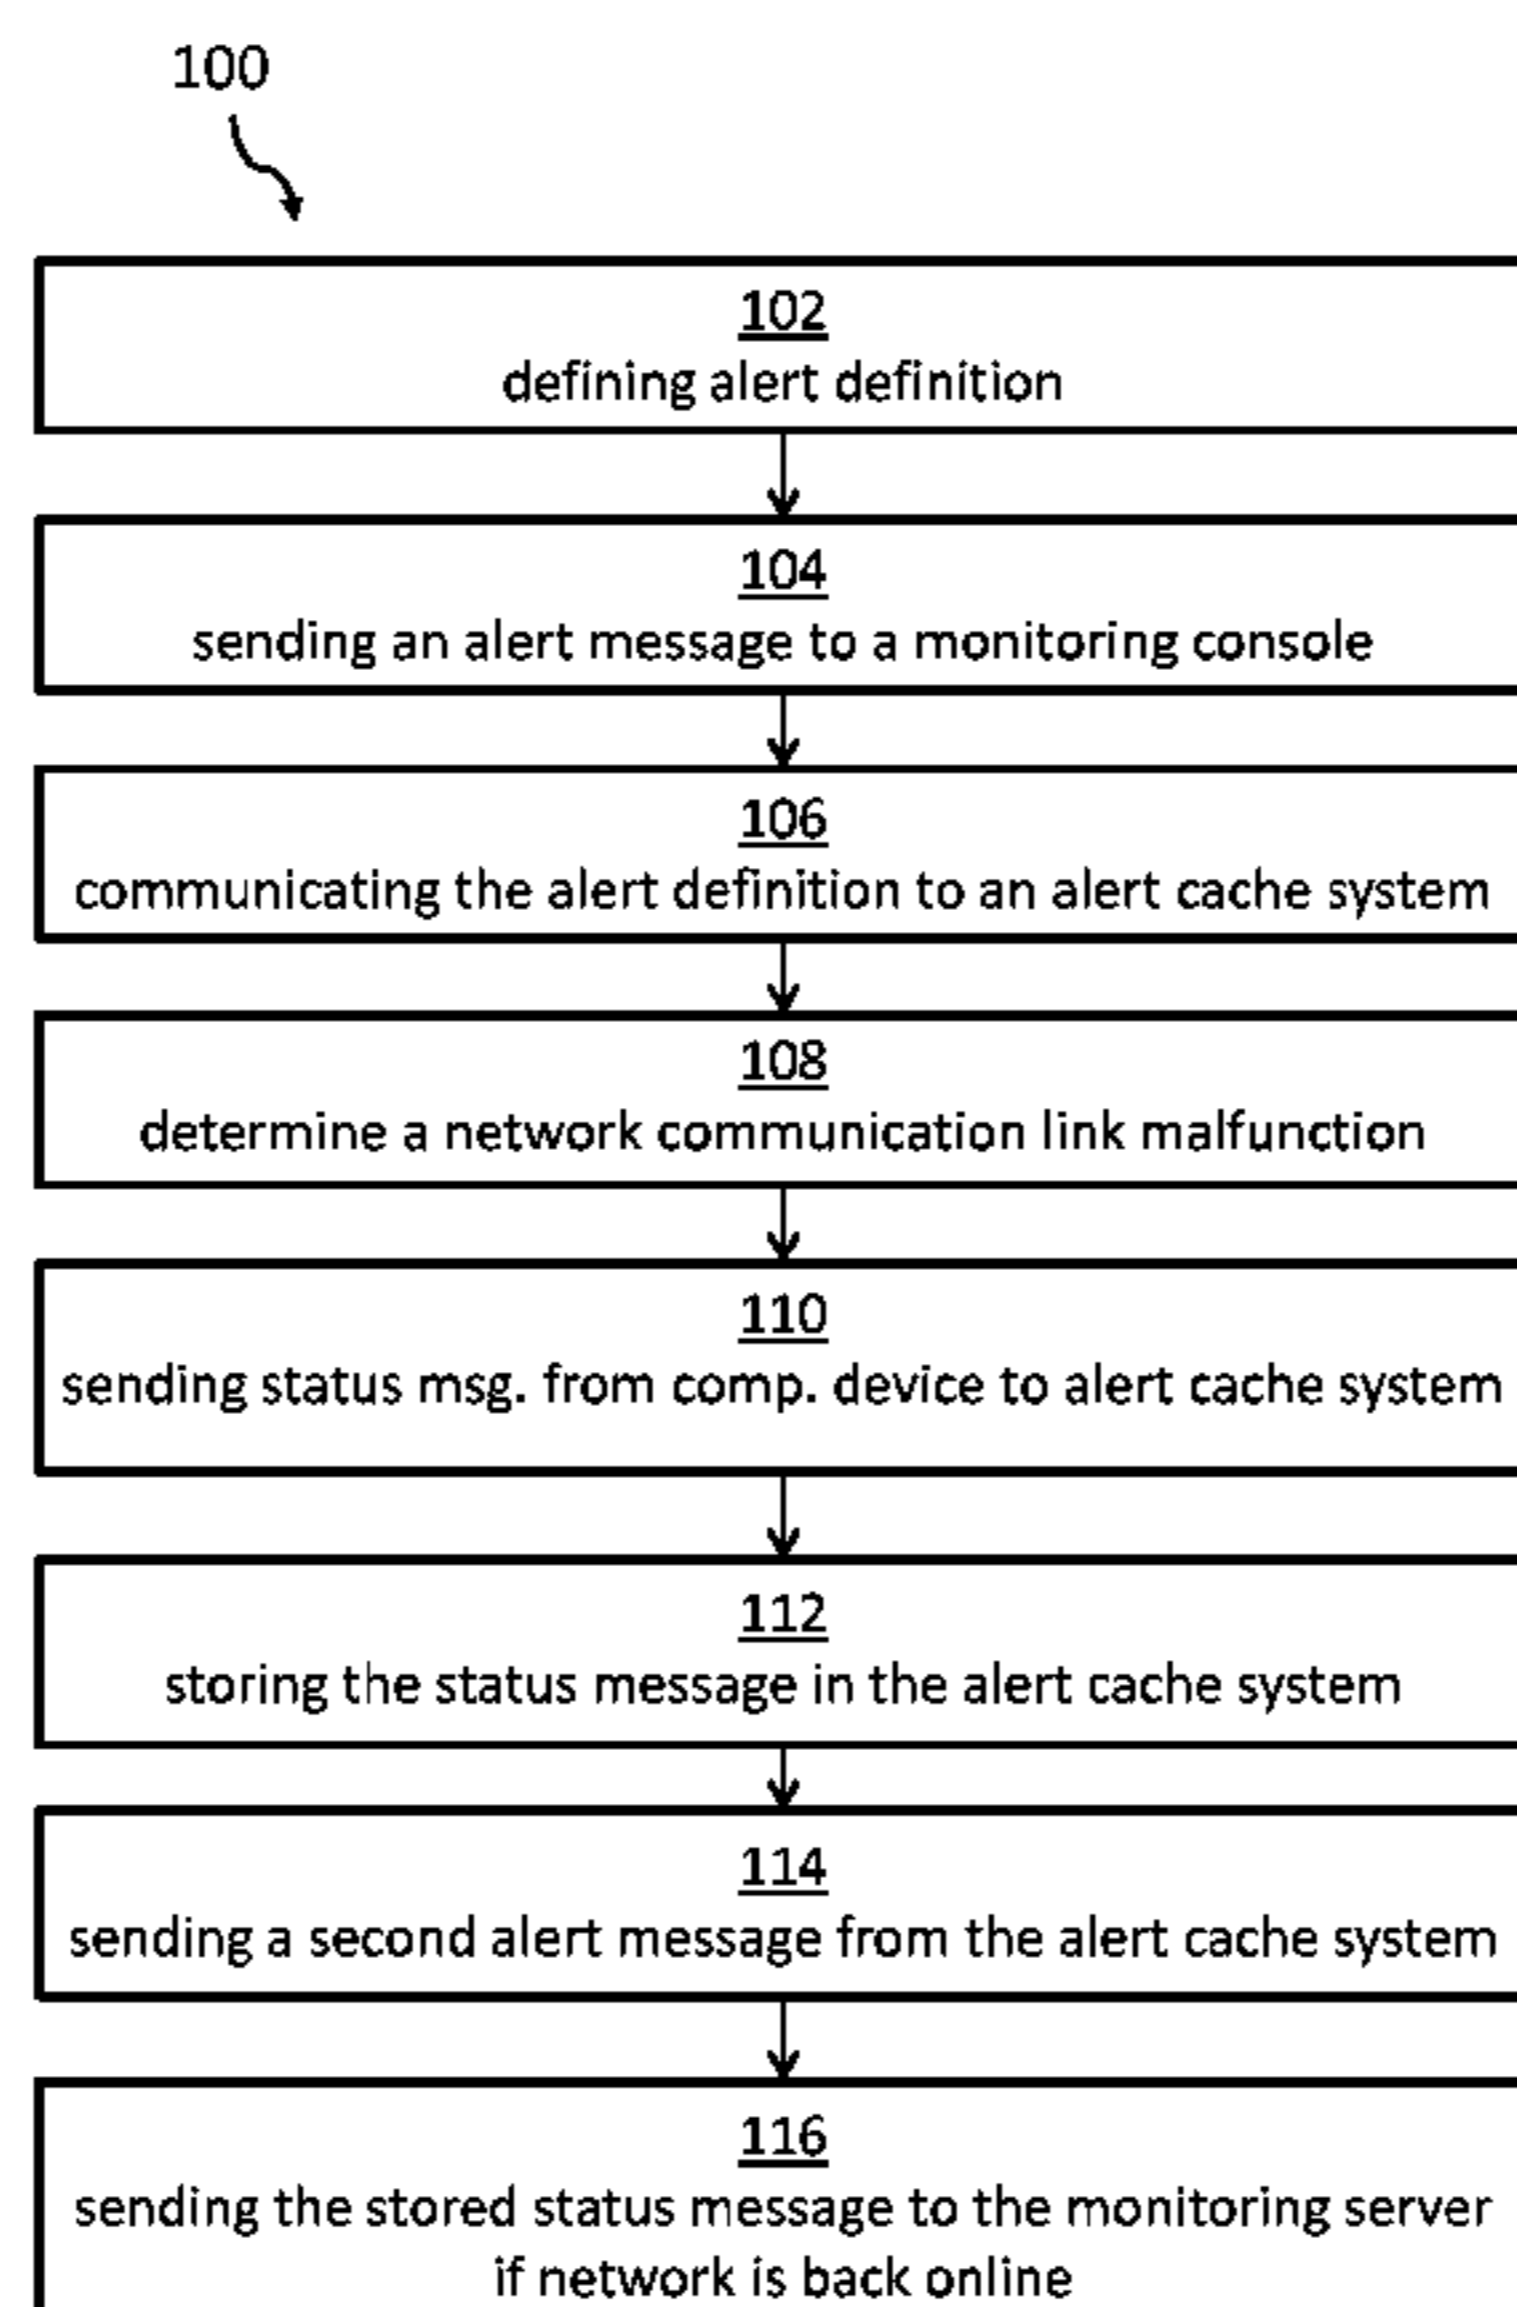 100
102
defining alert definition
104
sending an alert message to a monitoring console
106
communicating the alert definition to an alert cache system
108
determine a network communication link malfunction
110
sending status msg. from comp. device to alert cache system
112
storing the status message in the alert cache system
114
sending a second alert message from the alert cache system
116
sending the stored status message to the monitoring server
if network is back online